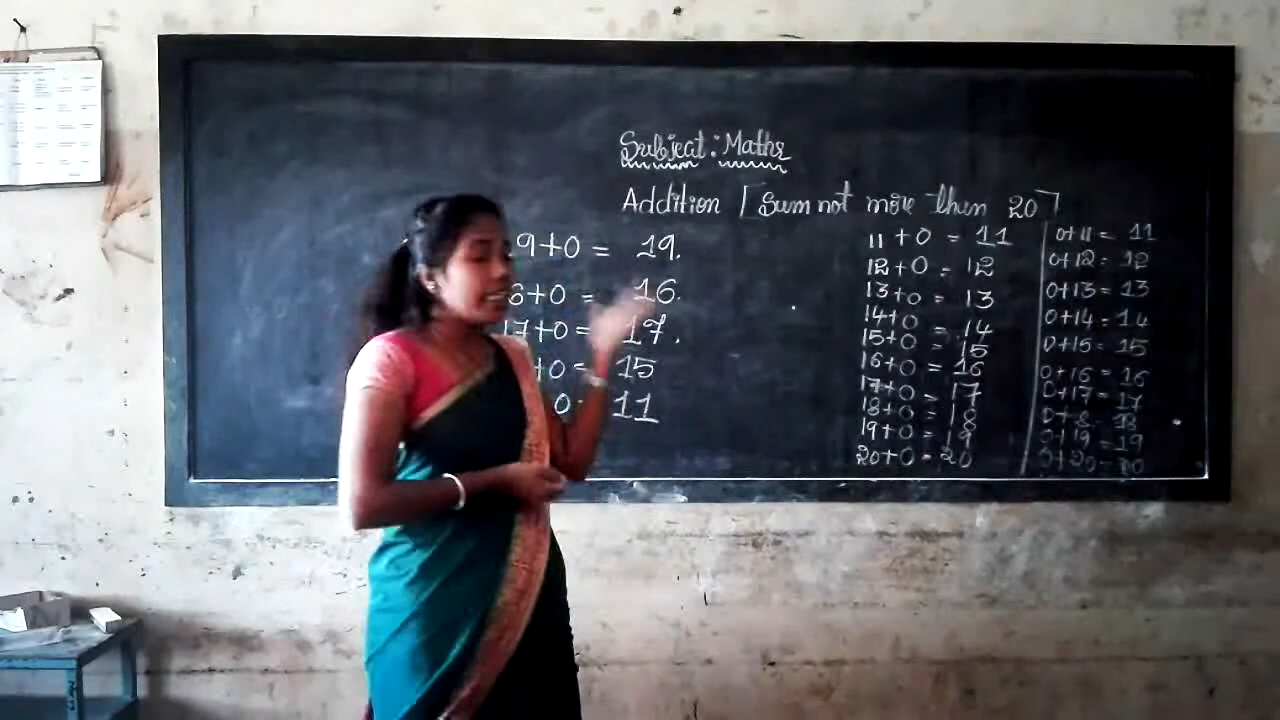 Subject : Maths
Addition [Sum not more than 20]
9+0 = 19.
6+0 = 16.
17+0 = 17.
+0 = 15
0 = 11
11+0 = 11
12+0 = 12
13+0 = 13
14+0 = 14
15+0 = 15
16+0 = 16
17+0 = 17
18+0 = 18
19+0 = 19
20+0 = 20
0+11 = 11
0+12 = 12
0+13 = 13
0+14 = 14
0+15 = 15
0+16 = 16
0+17 = 17
0+18 = 18
0+19 = 19
0+20 = 20